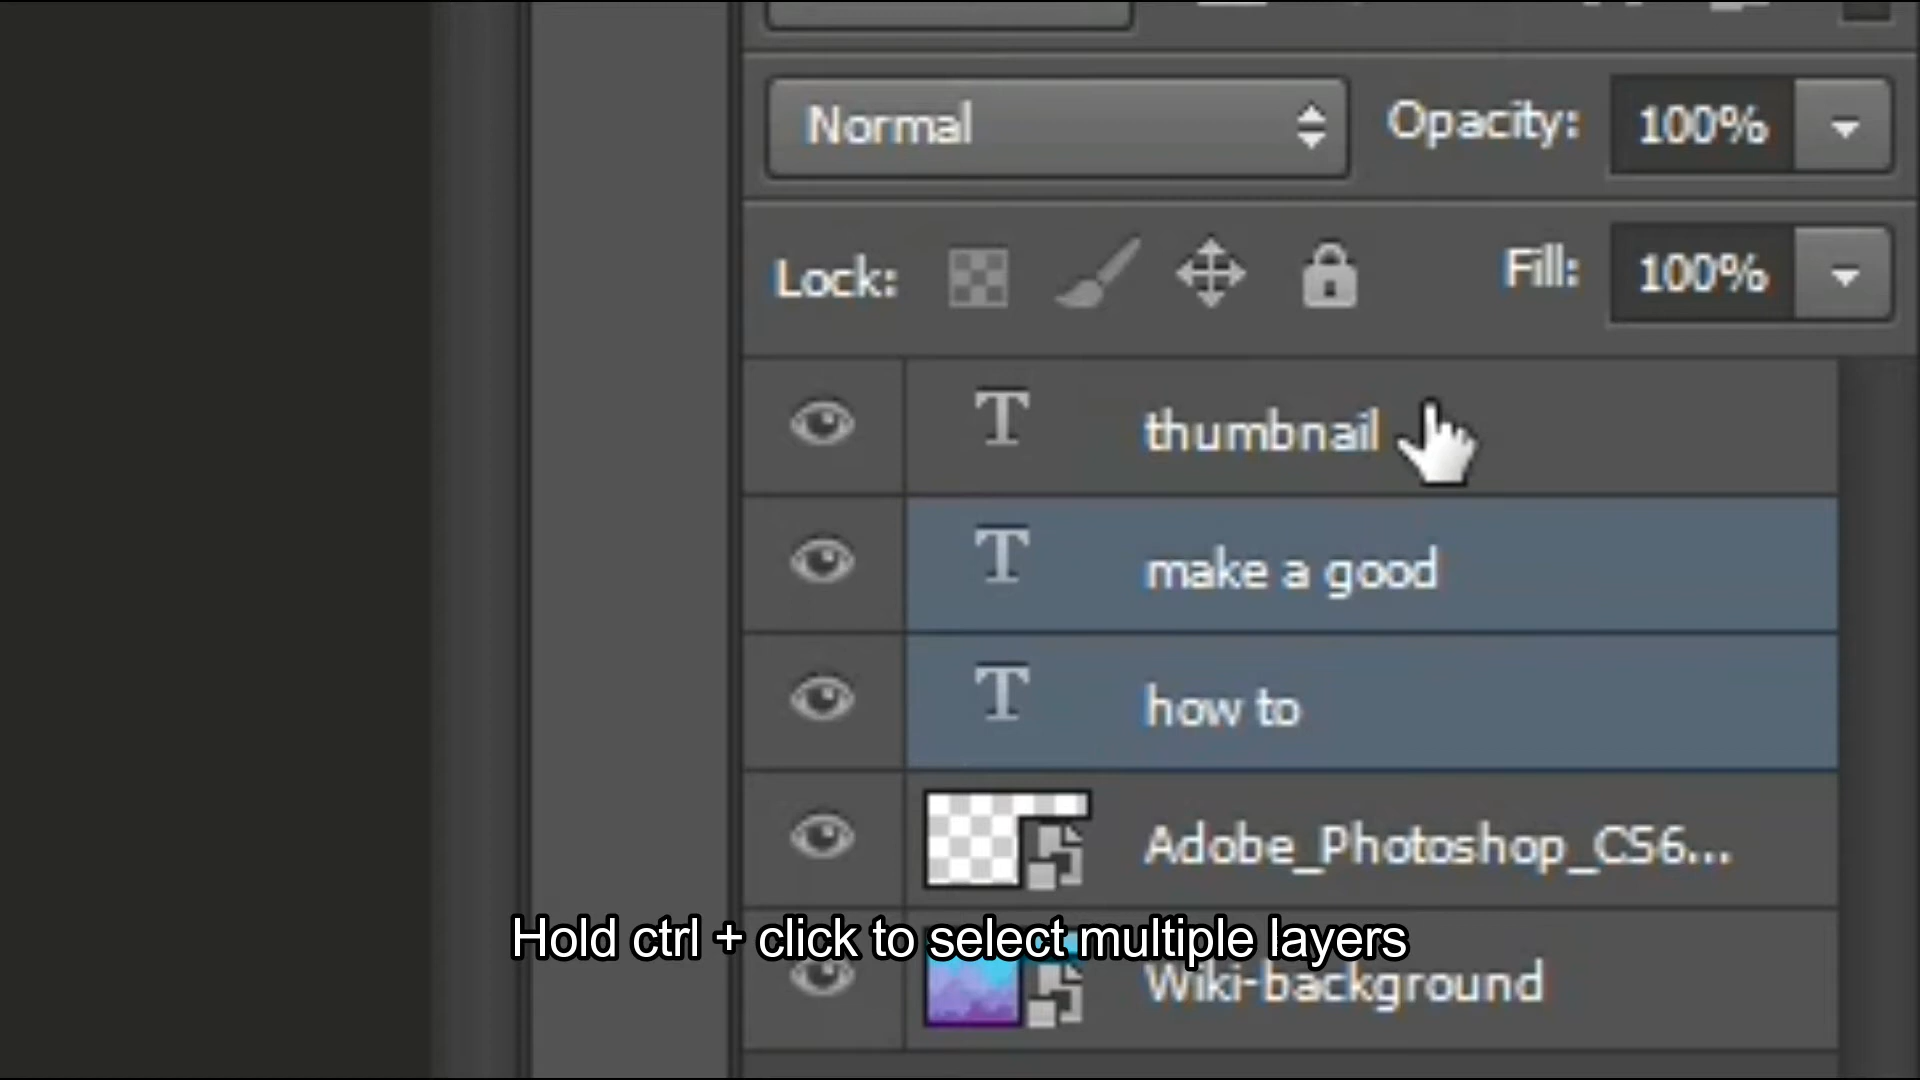 Normal
Opacity: 100%
Lock:
Fill: 100%
T thumbnail
T make a good
T how to
Adobe_Photoshop_CS6...
Hold ctrl + click to select multiple layers
Wiki-background